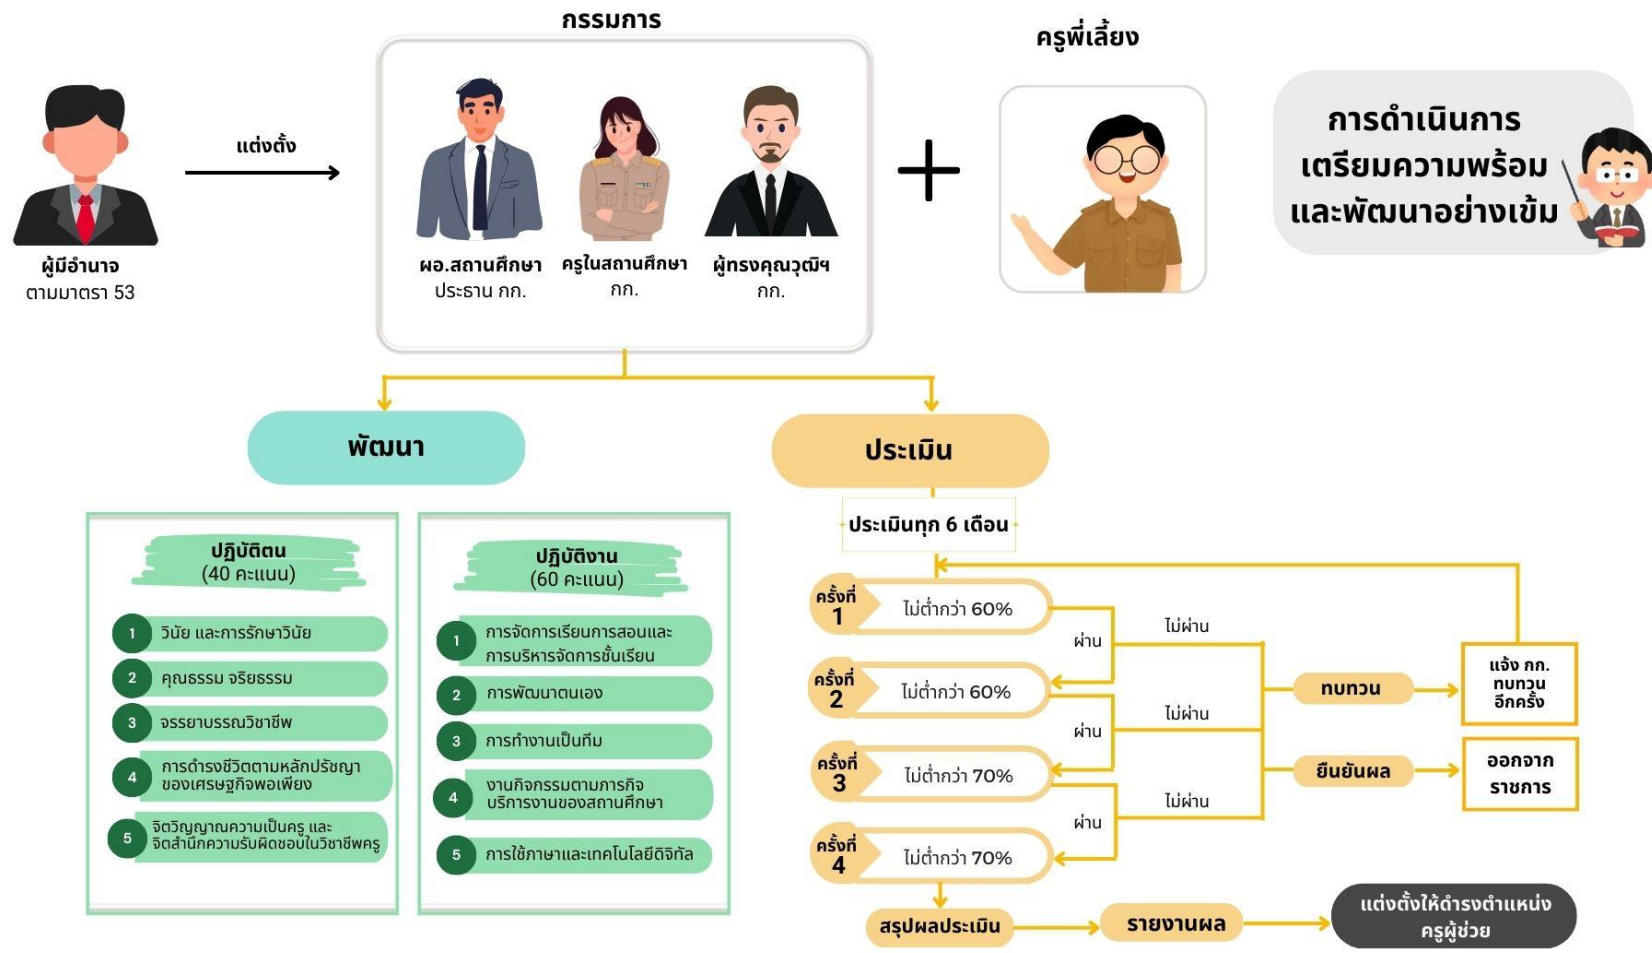 กรรมการ
ครูพี่เลี้ยง
การดำเนินการ
เตรียมความพร้อม
และพัฒนาอย่างเข้ม
แต่งตั้ง
ผู้มีอำนาจ
ตามมาตรา 53
ผอ.สถานศึกษา
ประธาน กก.
ครูในสถานศึกษา
กก.
ผู้ทรงคุณวุฒิฯ
กก.
พัฒนา
ประเมิน
ปฏิบัติตน
(40 คะแนน)
1 วินัย และการรักษาวินัย
2 คุณธรรม จริยธรรม
3 จรรยาบรรณวิชาชีพ
4 การดำรงชีวิตตามหลักปรัชญา
ของเศรษฐกิจพอเพียง
5 จิตวิญญาณความเป็นครู และ
จิตสำนึกความรับผิดชอบในวิชาชีพครู
ปฏิบัติงาน
(60 คะแนน)
1 การจัดการเรียนการสอนและ
การบริหารจัดการชั้นเรียน
2 การพัฒนาตนเอง
3 การทำงานเป็นทีม
4 งานกิจกรรมตามภารกิจ
บริการงานของสถานศึกษา
5 การใช้ภาษาและเทคโนโลยีดิจิทัล
ประเมินทุก 6 เดือน
ครั้งที่
1
ไม่ต่ำกว่า 60%
ผ่าน
ไม่ผ่าน
ครั้งที่
2
ไม่ต่ำกว่า 60%
ผ่าน
ไม่ผ่าน
ครั้งที่
3
ไม่ต่ำกว่า 70%
ผ่าน
ไม่ผ่าน
ครั้งที่
4
ไม่ต่ำกว่า 70%
ทบทวน
แจ้ง กก.
ทบทวน
อีกครั้ง
ยืนยันผล
ออกจาก
ราชการ
สรุปผลประเมิน
รายงานผล
แต่งตั้งให้ดำรงตำแหน่ง
ครูผู้ช่วย